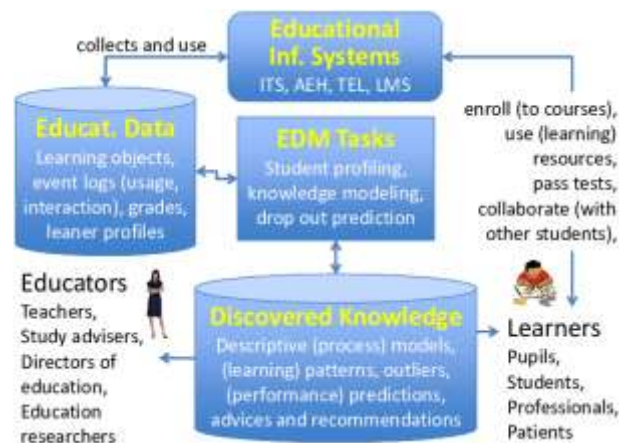 Educational
Inf. Systems
ITS, AEH, TEL, LMS
collects and use
Educat. Data
Learning objects,
event logs (usage,
interaction), grades,
leaner profiles
EDM Tasks
Student profiling,
knowledge modeling,
drop out prediction
enroll (to courses),
use (learning)
resources,
pass tests,
collaborate (with
other students),
Educators
Teachers,
Study advisers,
Directors of
education,
Education
researchers
Discovered Knowledge
Descriptive (process) models,
(learning) patterns, outliers,
(performance) predictions,
advices and recommendations
Learners
Pupils,
Students,
Professionals,
Patients